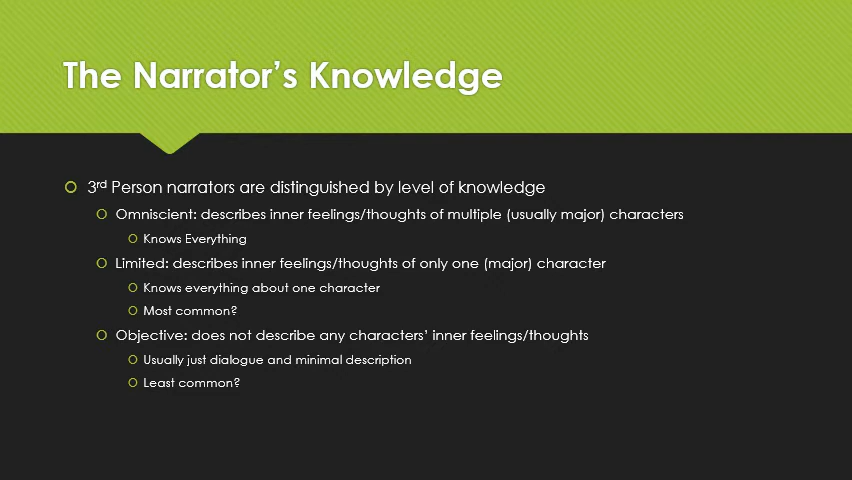 The Narrator’s Knowledge
3rd Person narrators are distinguished by level of knowledge
Omniscient: describes inner feelings/thoughts of multiple (usually major) characters
Knows Everything
Limited: describes inner feelings/thoughts of only one (major) character
Knows everything about one character
Most common?
Objective: does not describe any characters’ inner feelings/thoughts
Usually just dialogue and minimal description
Least common?